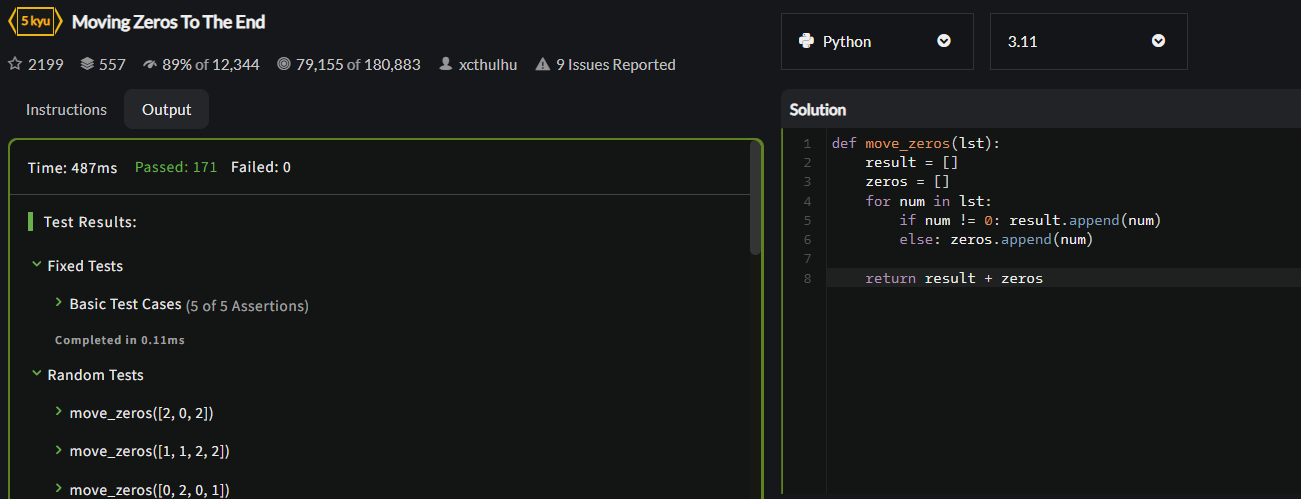 5 kyu Moving Zeros To The End
2199 557 89% of 12,344 79,155 of 180,883 xcthulhu 9 Issues Reported
Python 3.11
Instructions Output
Time: 487ms Passed: 171 Failed: 0
Test Results:
Fixed Tests
Basic Test Cases (5 of 5 Assertions)
Completed in 0.11ms
Random Tests
move_zeros([2, 0, 2])
move_zeros([1, 1, 2, 2])
move_zeros([0, 2, 0, 1])
Solution
1 def move_zeros(lst):
2     result = []
3     zeros = []
4     for num in lst:
5         if num != 0: result.append(num)
6         else: zeros.append(num)
7
8     return result + zeros